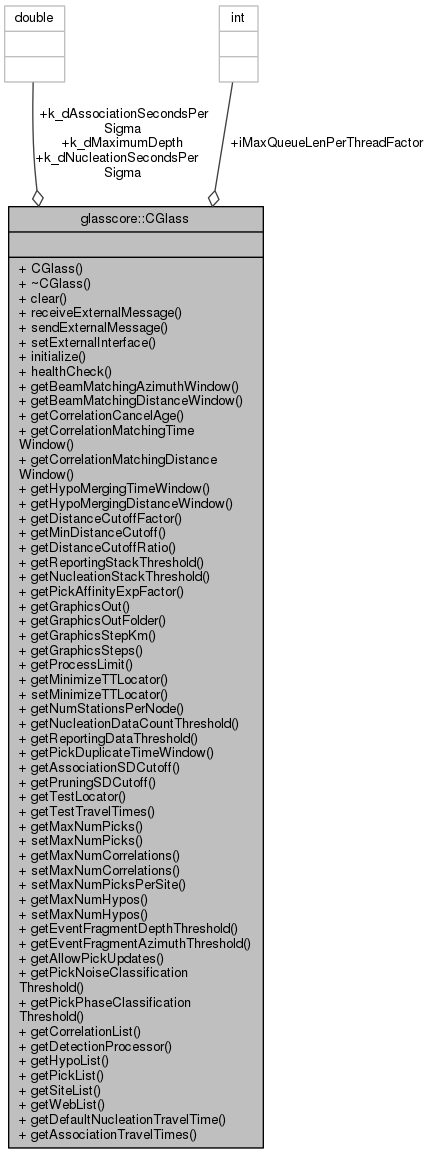 double
int
+k_dAssociationSecondsPer
Sigma
+k_dMaximumDepth
+k_dNucleationSecondsPer
Sigma
+iMaxQueueLenPerThreadFactor
glasscore::CGlass
+ CGlass()
+ ~CGlass()
+ clear()
+ receiveExternalMessage()
+ sendExternalMessage()
+ setExternalInterface()
+ initialize()
+ healthCheck()
+ getBeamMatchingAzimuthWindow()
+ getBeamMatchingDistanceWindow()
+ getCorrelationCancelAge()
+ getCorrelationMatchingTime
Window()
+ getCorrelationMatchingDistance
Window()
+ getHypoMergingTimeWindow()
+ getHypoMergingDistanceWindow()
+ getDistanceCutoffFactor()
+ getMinDistanceCutoff()
+ getDistanceCutoffRatio()
+ getReportingStackThreshold()
+ getNucleationStackThreshold()
+ getPickAffinityExpFactor()
+ getGraphicsOut()
+ getGraphicsOutFolder()
+ getGraphicsStepKm()
+ getGraphicsSteps()
+ getProcessLimit()
+ getMinimizeTTLocator()
+ setMinimizeTTLocator()
+ getNumStationsPerNode()
+ getNucleationDataCountThreshold()
+ getReportingDataThreshold()
+ getPickDuplicateTimeWindow()
+ getAssociationSDCutoff()
+ getPruningSDCutoff()
+ getTestLocator()
+ getTestTravelTimes()
+ getMaxNumPicks()
+ setMaxNumPicks()
+ getMaxNumCorrelations()
+ setMaxNumCorrelations()
+ setMaxNumPicksPerSite()
+ getMaxNumHypos()
+ setMaxNumHypos()
+ getEventFragmentDepthThreshold()
+ getEventFragmentAzimuthThreshold()
+ getAllowPickUpdates()
+ getPickNoiseClassification
Threshold()
+ getPickPhaseClassification
Threshold()
+ getCorrelationList()
+ getDetectionProcessor()
+ getHypoList()
+ getPickList()
+ getSiteList()
+ getWebList()
+ getDefaultNucleationTravelTime()
+ getAssociationTravelTimes()